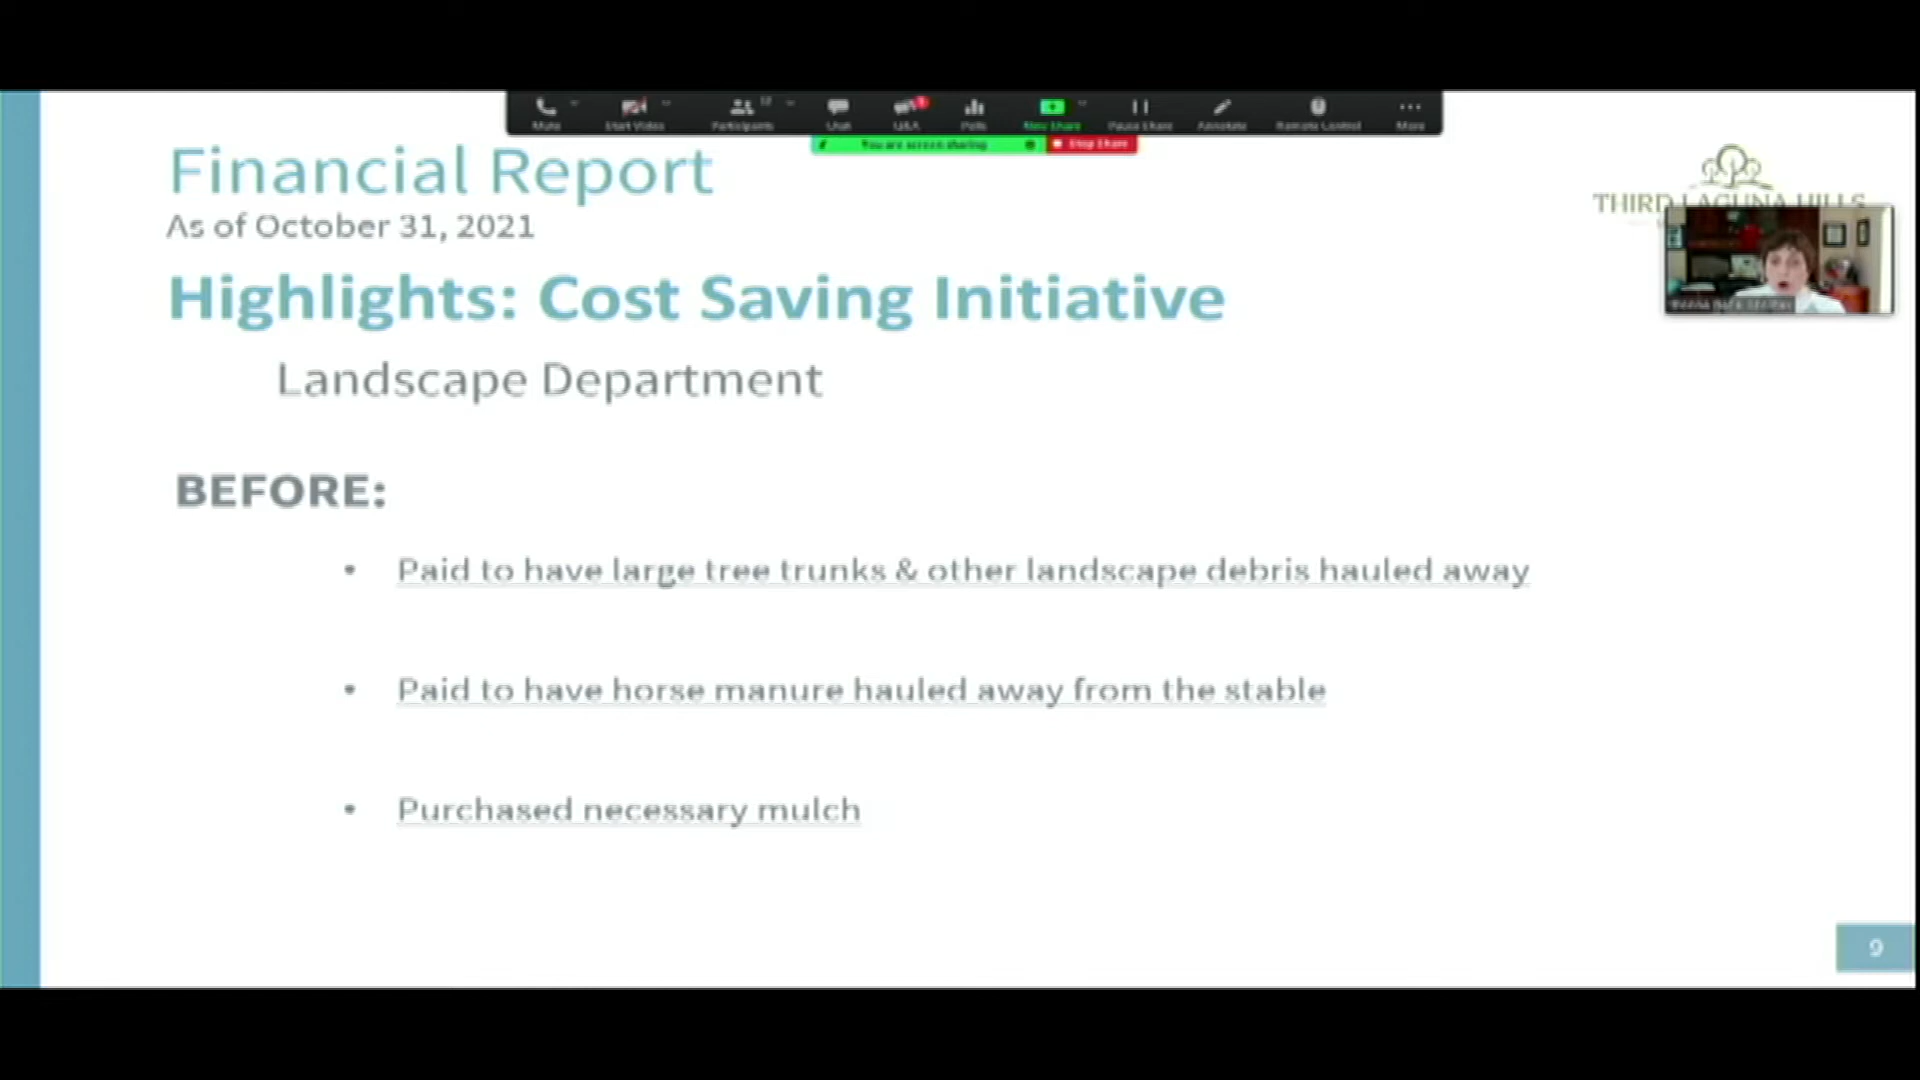 Mute Start Video Participants 12 Chat Q&A Polls New Share Pause Share Annotate Remote Control More
You are screen sharing Stop Share
Financial Report
As of October 31, 2021
THIRD LAGUNA HILLS
Highlights: Cost Saving Initiative
Landscape Department
BEFORE:
• Paid to have large tree trunks & other landscape debris hauled away
• Paid to have horse manure hauled away from the stable
• Purchased necessary mulch
9